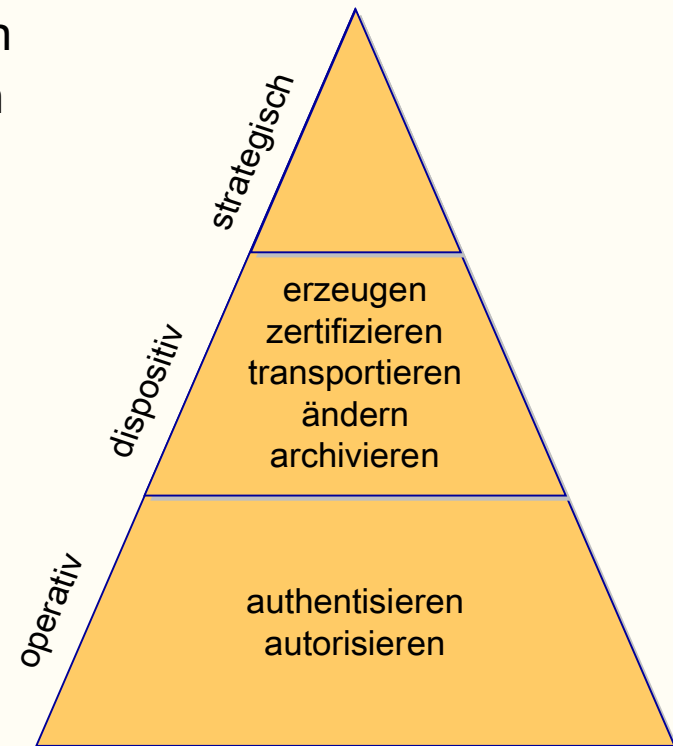 strategisch
erzeugen
zertifizieren
dispositiv
transportieren
ändern
archivieren
operativ
authentisieren
autorisieren